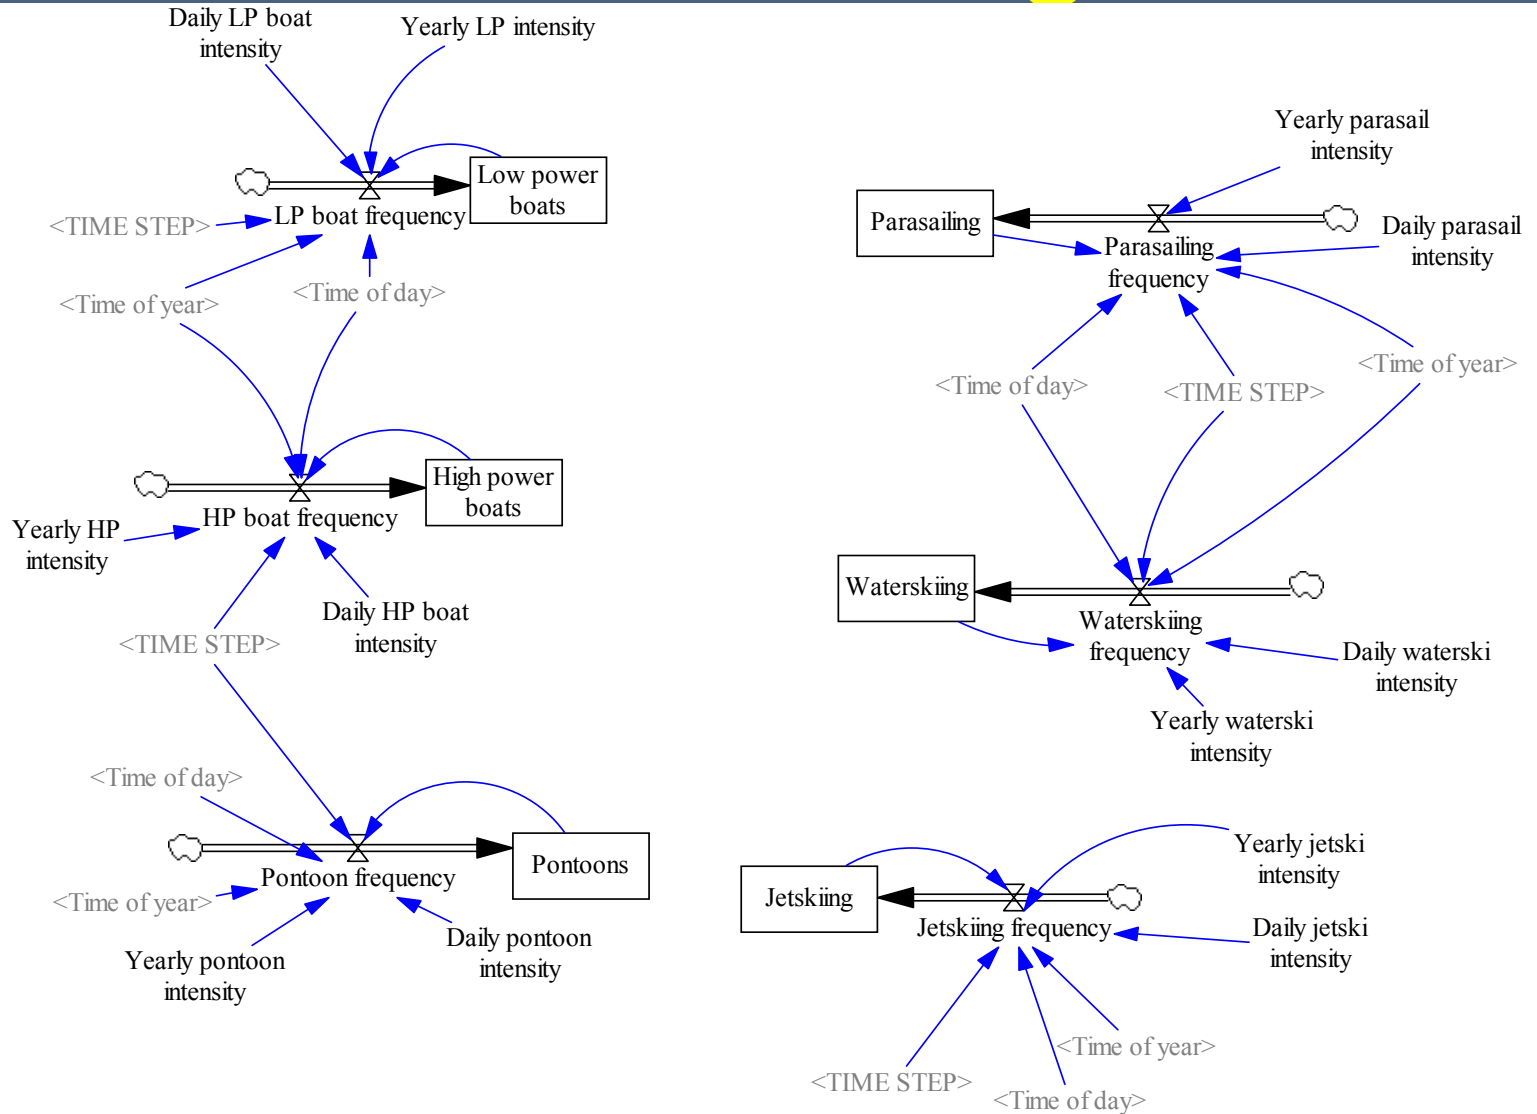 Daily LP boat
intensity
Yearly LP intensity
Low power
boats
<TIME STEP>
LP boat frequency
<Time of year>
<Time of day>
High power
boats
HP boat frequency
Yearly HP
intensity
Daily HP boat
intensity
<TIME STEP>
<Time of day>
Pontoons
Pontoon frequency
<Time of year>
Yearly pontoon
intensity
Daily pontoon
intensity
Yearly parasail
intensity
Parasailing
Parasailing
frequency
Daily parasail
intensity
<Time of day>
<TIME STEP>
<Time of year>
Waterskiing
Waterskiing
frequency
Daily waterski
intensity
Yearly waterski
intensity
Yearly jetski
intensity
Jetskiing
Jetskiing frequency
Daily jetski
intensity
<Time of year>
<TIME STEP>
<Time of day>